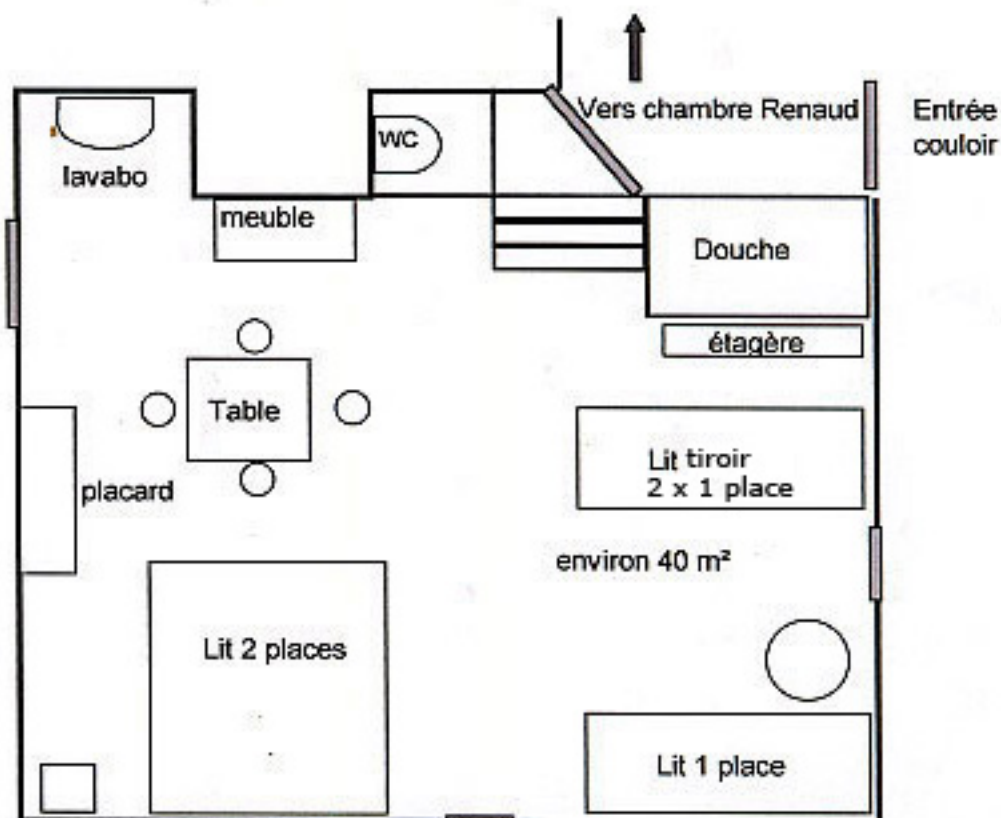 Vers chambre Renaud
Entrée
couloir
WC
lavabo
meuble
Douche
étagère
Table
Lit tiroir
2 x 1 place
placard
environ 40 m²
Lit 2 places
Lit 1 place